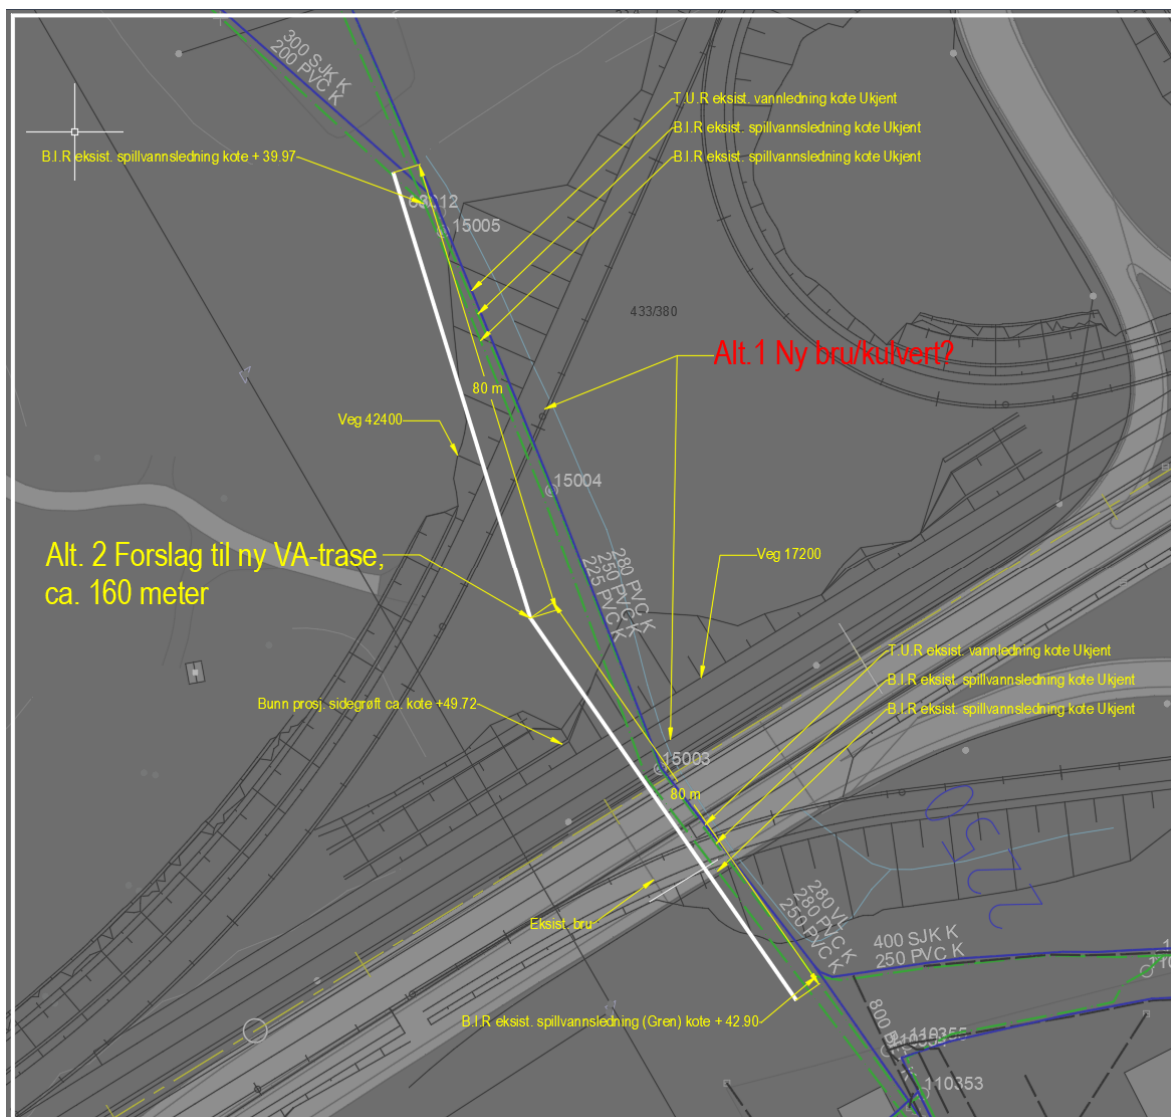 300 SJK K
200 PVC K
T.U.R eksist. vannledning kote Ukjent
B.I.R eksist. spillvannsledning kote Ukjent
B.I.R eksist. spillvannsledning kote Ukjent
B.I.R eksist. spillvannsledning kote + 39.97
15005
433/380
Alt.1 Ny bru/kulvert?
80 m
Veg 42400
15004
Alt. 2 Forslag til ny VA-trase,
ca. 160 meter
280 PVC K
250 PVC K
225 PVC K
Veg 17200
T.U.R eksist. vannledning kote Ukjent
B.I.R eksist. spillvannsledning kote Ukjent
B.I.R eksist. spillvannsledning kote Ukjent
Bunn prosj. sidegrøft ca. kote +49.72
15003
80 m
Eksist. bru
280 VL
280 PVC K
250 PVC K
400 SJK K
250 PVC K
B.I.R eksist. spillvannsledning (Gren) kote + 42.90
800
110355
110353